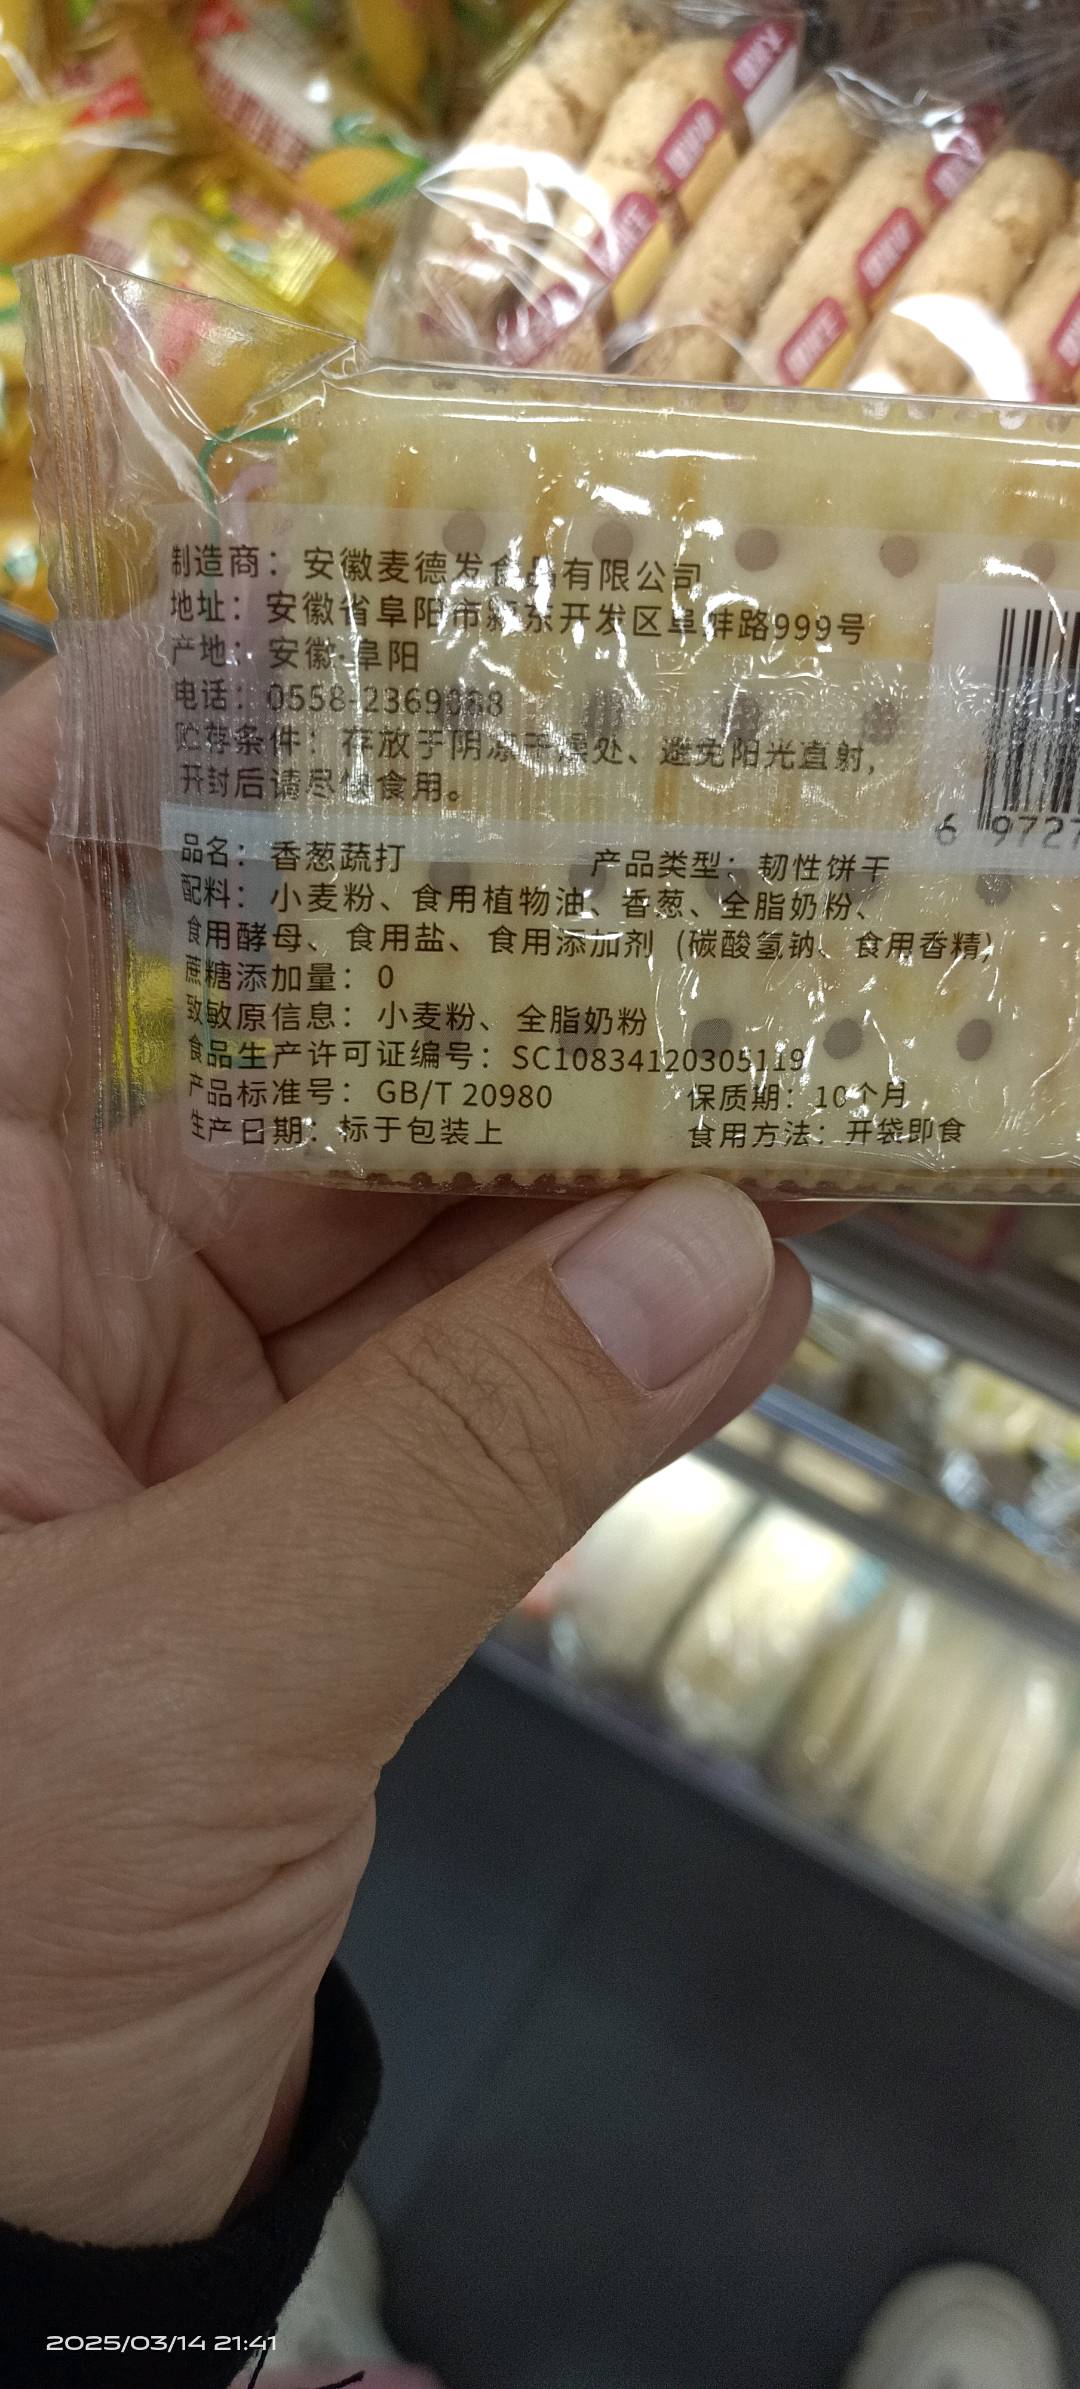 制造商：安徽麦德发食品有限公司
地址：安徽省阜阳市颍东开发区阜蚌路999号
产地：安徽·阜阳
电话：0558-2369088
贮存条件：存放于阴凉干燥处、避免阳光直射，
开封后请尽快食用。
6 9727
品名：香葱蔬打 产品类型：韧性饼干
配料：小麦粉、食用植物油、香葱、全脂奶粉、
食用酵母、食用盐、食用添加剂（碳酸氢钠、食用香精）
蔗糖添加量：0
致敏原信息：小麦粉、全脂奶粉
食品生产许可证编号：SC10834120305119
产品标准号：GB/T 20980 保质期：10个月
生产日期：标于包装上 食用方法：开袋即食
2025/03/14 21:41